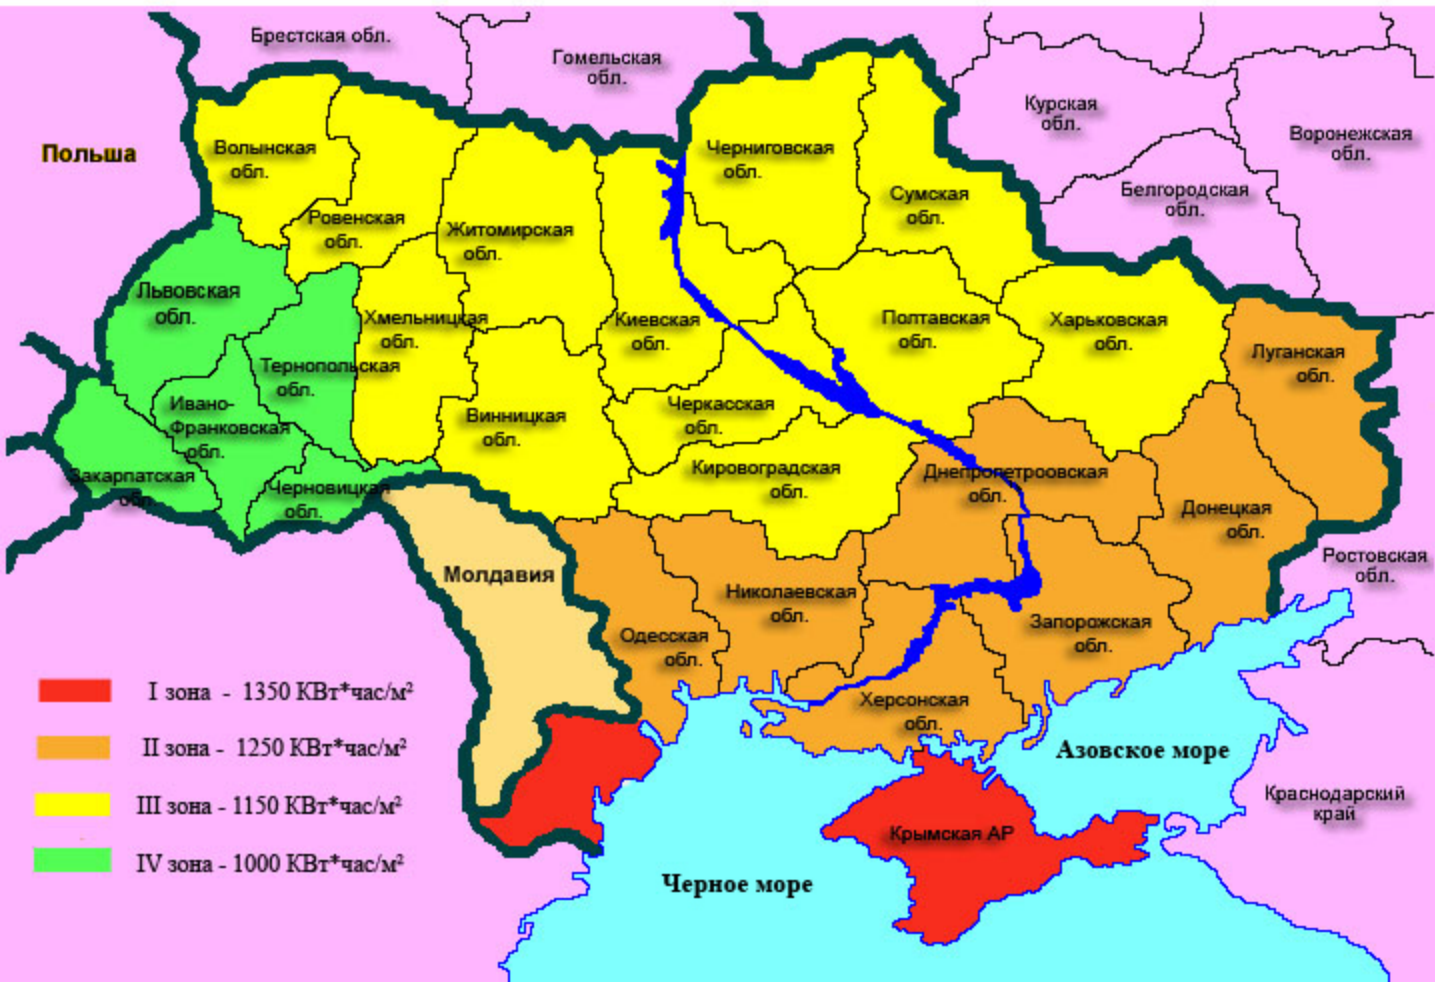 Брестская обл.
Гомельская
обл.
Курская
обл.
Воронежская
обл.
Польша
Волынская
обл.
Черниговская
обл.
Белгородская
обл.
Сумская
обл.
Ровенская
обл.
Житомирская
обл.
Львовская
обл.
Хмельницкая
обл.
Киевская
обл.
Полтавская
обл.
Харьковская
обл.
Луганская
обл.
Тернопольская
обл.
Ивано-
Франковская
обл.
Винницкая
обл.
Черкасская
обл.
Кировоградская
обл.
Днепропетроовская
обл.
Закарпатская
обл.
Черновицкая
обл.
Донецкая
обл.
Ростовская
обл.
Молдавия
Николаевская
обл.
Одесская
обл.
Запорожская
обл.
Херсонская
обл.
I зона - 1350 КВт*час/м²
II зона - 1250 КВт*час/м²
III зона - 1150 КВт*час/м²
IV зона - 1000 КВт*час/м²
Азовское море
Краснодарский
край
Крымская АР
Черное море